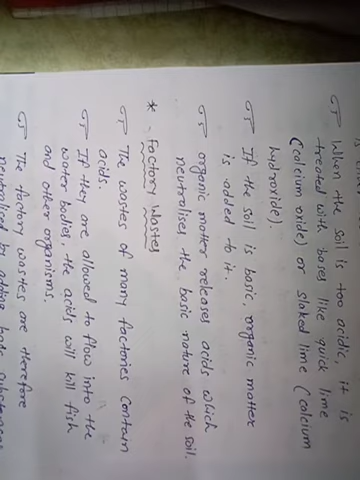 When the soil is too acidic, it is
treated with bases like quick lime
(calcium oxide) or slaked lime (calcium
hydroxide).
If the soil is basic, organic matter
is added to it.
organic matter releases acids which
neutralises the basic nature of the soil.
* Factory Wastes
The wastes of many factories contain
acids.
If they are allowed to flow into the
water bodies, the acids will kill fish
and other organisms.
The factory wastes are therefore
neutralised by adding basic substances